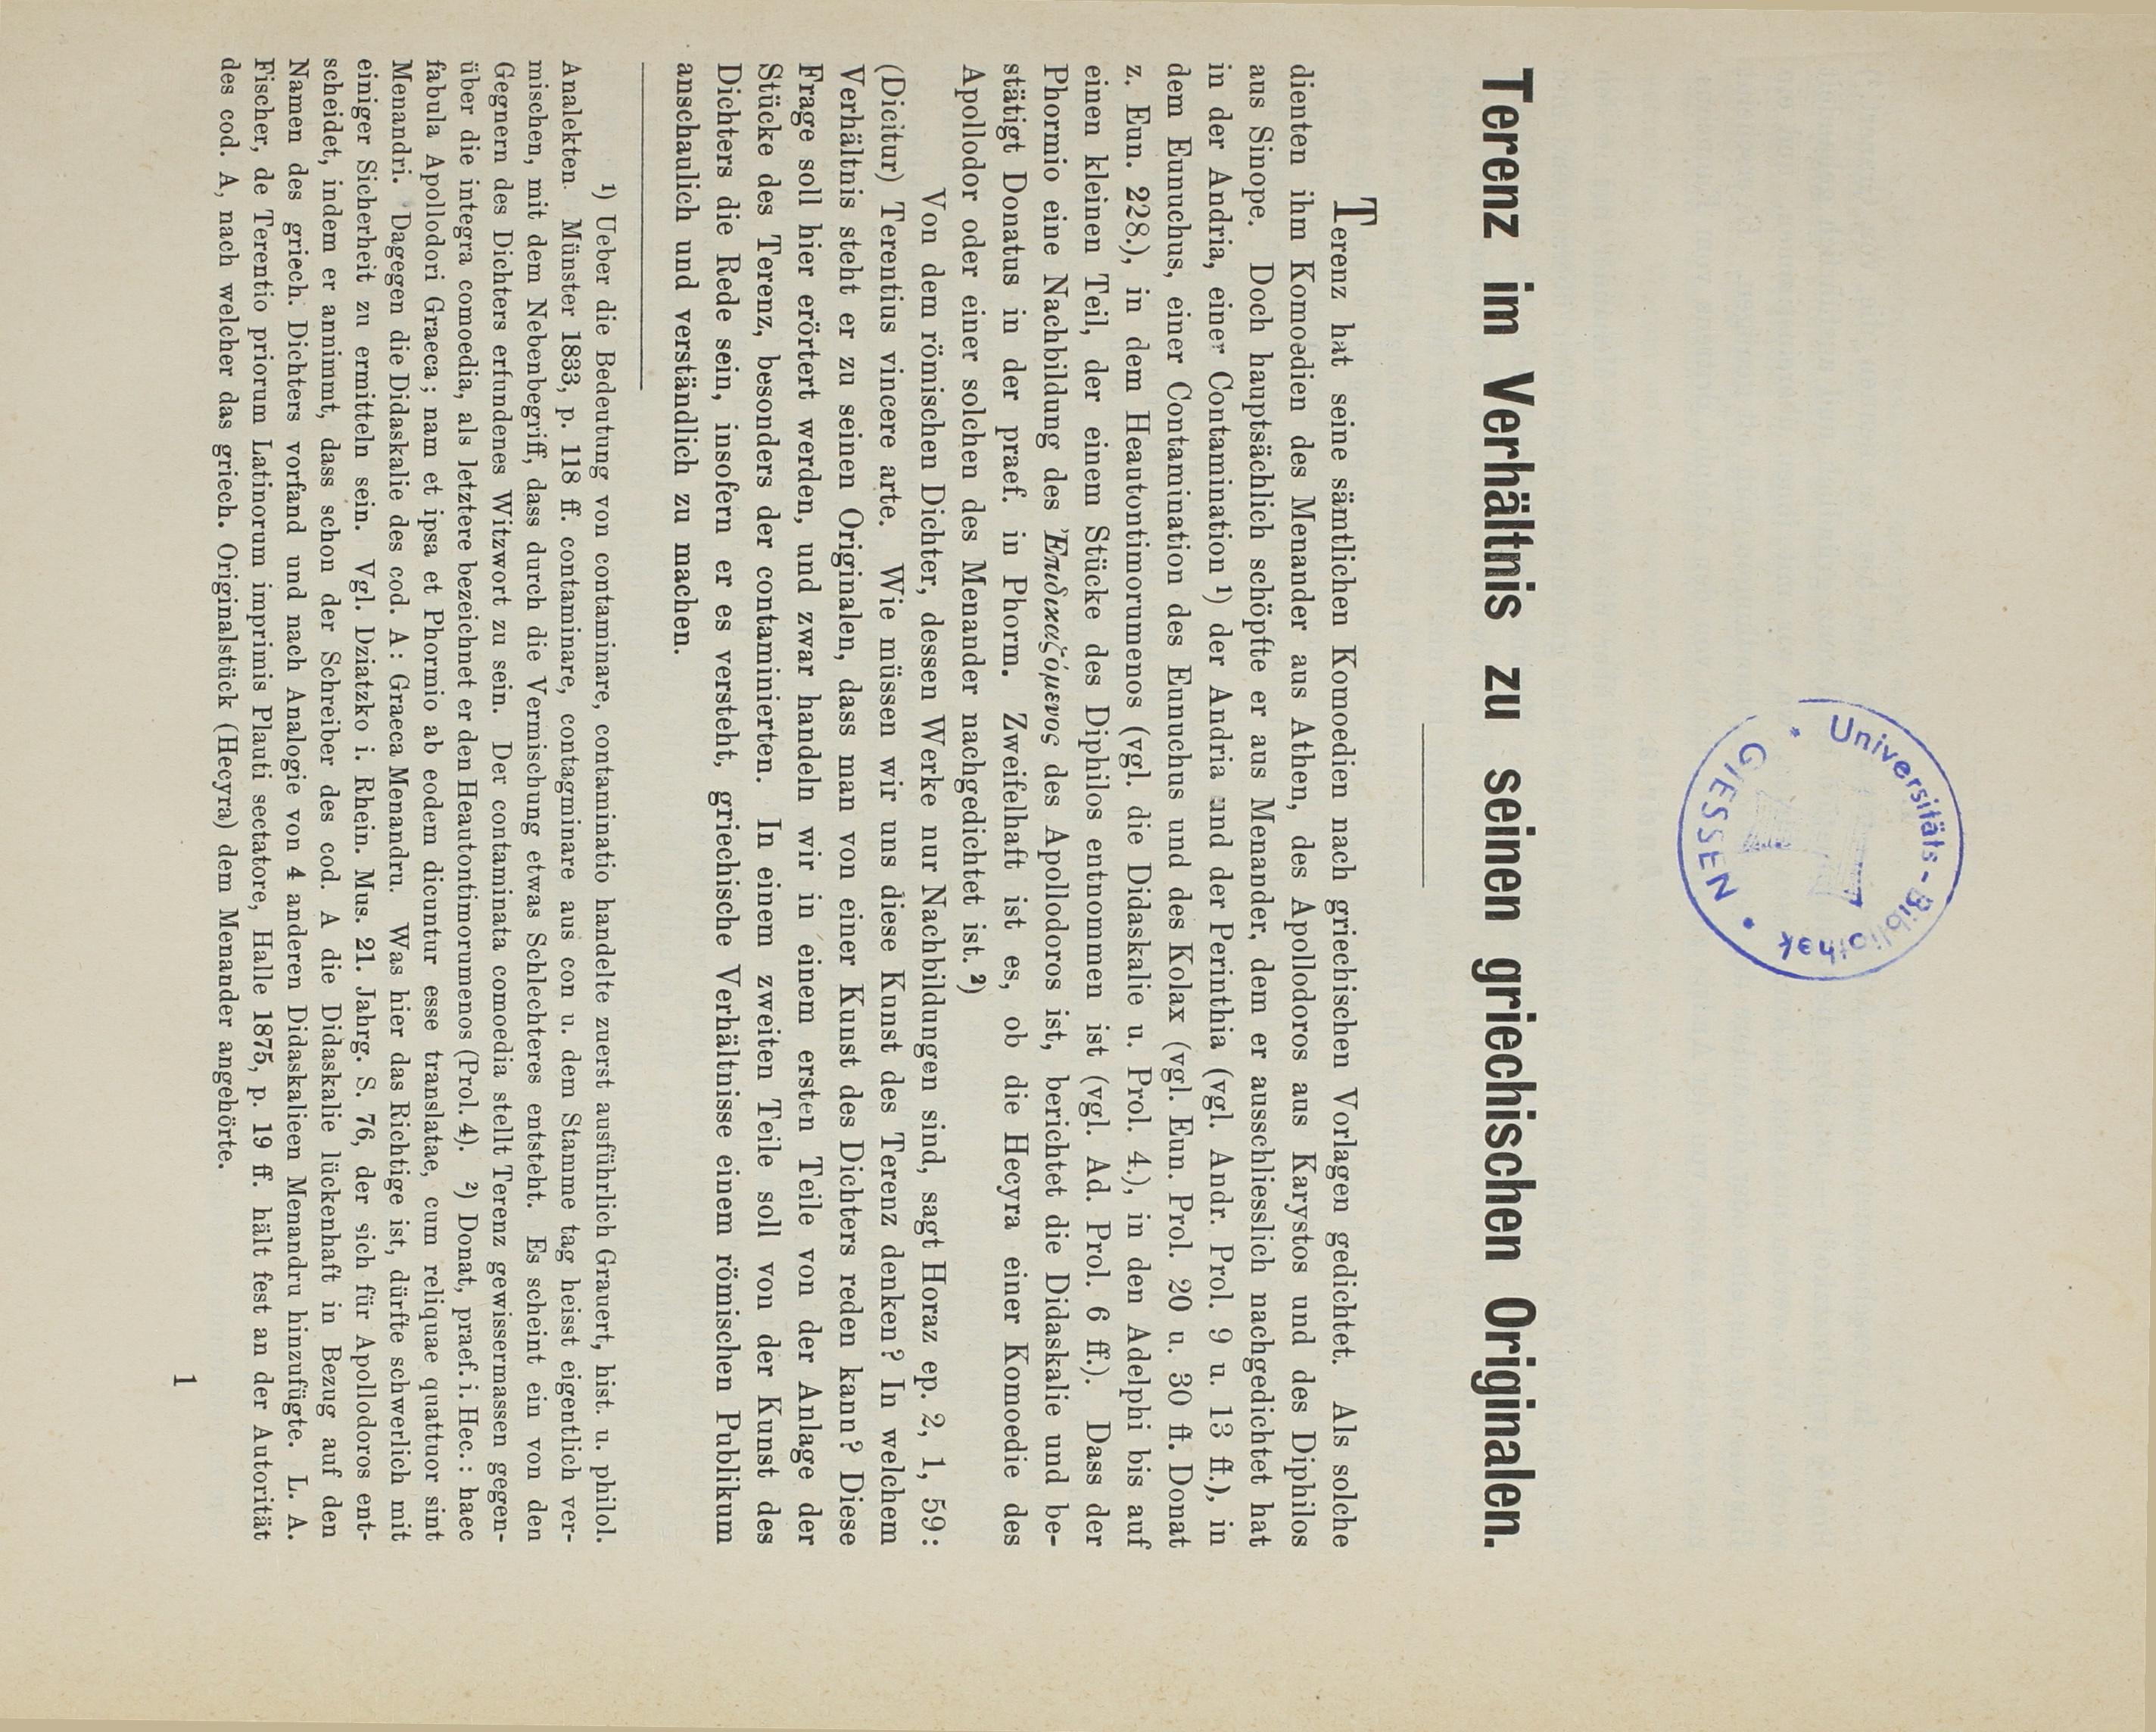 Universitäts-Bibliothek
* GIESSEN •
Terenz im Verhältnis zu seinen griechischen Originalen.
Terenz hat seine sämtlichen Komoedien nach griechischen Vorlagen gedichtet. Als solche
dienten ihm Komoedien des Menander aus Athen, des Apollodoros aus Karystos und des Diphilos
aus Sinope. Doch hauptsächlich schöpfte er aus Menander, dem er ausschliesslich nachgedichtet hat
in der Andria, einer Contamination ¹) der Andria und der Perinthia (vgl. Andr. Prol. 9 u. 13 ff.), in
dem Eunuchus, einer Contamination des Eunuchus und des Kolax (vgl. Eun. Prol. 20 u. 30 ff. Donat
z. Eun. 228.), in dem Heautontimorumenos (vgl. die Didaskalie u. Prol. 4.), in den Adelphi bis auf
einen kleinen Teil, der einem Stücke des Diphilos entnommen ist (vgl. Ad. Prol. 6 ff.). Dass der
Phormio eine Nachbildung des Ἐπιδικαζόμενος des Apollodoros ist, berichtet die Didaskalie und be-
stätigt Donatus in der praef. in Phorm. Zweifelhaft ist es, ob die Hecyra einer Komoedie des
Apollodor oder einer solchen des Menander nachgedichtet ist. ²)
Von dem römischen Dichter, dessen Werke nur Nachbildungen sind, sagt Horaz ep. 2, 1, 59:
(Dicitur) Terentius vincere arte. Wie müssen wir uns diese Kunst des Terenz denken? In welchem
Verhältnis steht er zu seinen Originalen, dass man von einer Kunst des Dichters reden kann? Diese
Frage soll hier erörtert werden, und zwar handeln wir in einem ersten Teile von der Anlage der
Stücke des Terenz, besonders der contaminierten. In einem zweiten Teile soll von der Kunst des
Dichters die Rede sein, insofern er es versteht, griechische Verhältnisse einem römischen Publikum
anschaulich und verständlich zu machen.
¹) Ueber die Bedeutung von contaminare, contaminatio handelte zuerst ausführlich Grauert, hist. u. philol.
Analekten. Münster 1833, p. 118 ff. contaminare, contagminare aus con u. dem Stamme tag heisst eigentlich ver-
mischen, mit dem Nebenbegriff, dass durch die Vermischung etwas Schlechteres entsteht. Es scheint ein von den
Gegnern des Dichters erfundenes Witzwort zu sein. Der contaminata comoedia stellt Terenz gewissermassen gegen-
über die integra comoedia, als letztere bezeichnet er den Heautontimorumenos (Prol. 4). ²) Donat, praef. i. Hec.: haec
fabula Apollodori Graeca; nam et ipsa et Phormio ab eodem dicuntur esse translatae, cum reliquae quattuor sint
Menandri. Dagegen die Didaskalie des cod. A: Graeca Menandru. Was hier das Richtige ist, dürfte schwerlich mit
einiger Sicherheit zu ermitteln sein. Vgl. Dziatzko i. Rhein. Mus. 21. Jahrg. S. 76, der sich für Apollodoros ent-
scheidet, indem er annimmt, dass schon der Schreiber des cod. A die Didaskalie lückenhaft in Bezug auf den
Namen des griech. Dichters vorfand und nach Analogie von 4 anderen Didaskalieen Menandru hinzufügte. L. A.
Fischer, de Terentio priorum Latinorum imprimis Plauti sectatore, Halle 1875, p. 19 ff. hält fest an der Autorität
des cod. A, nach welcher das griech. Originalstück (Hecyra) dem Menander angehörte.
1